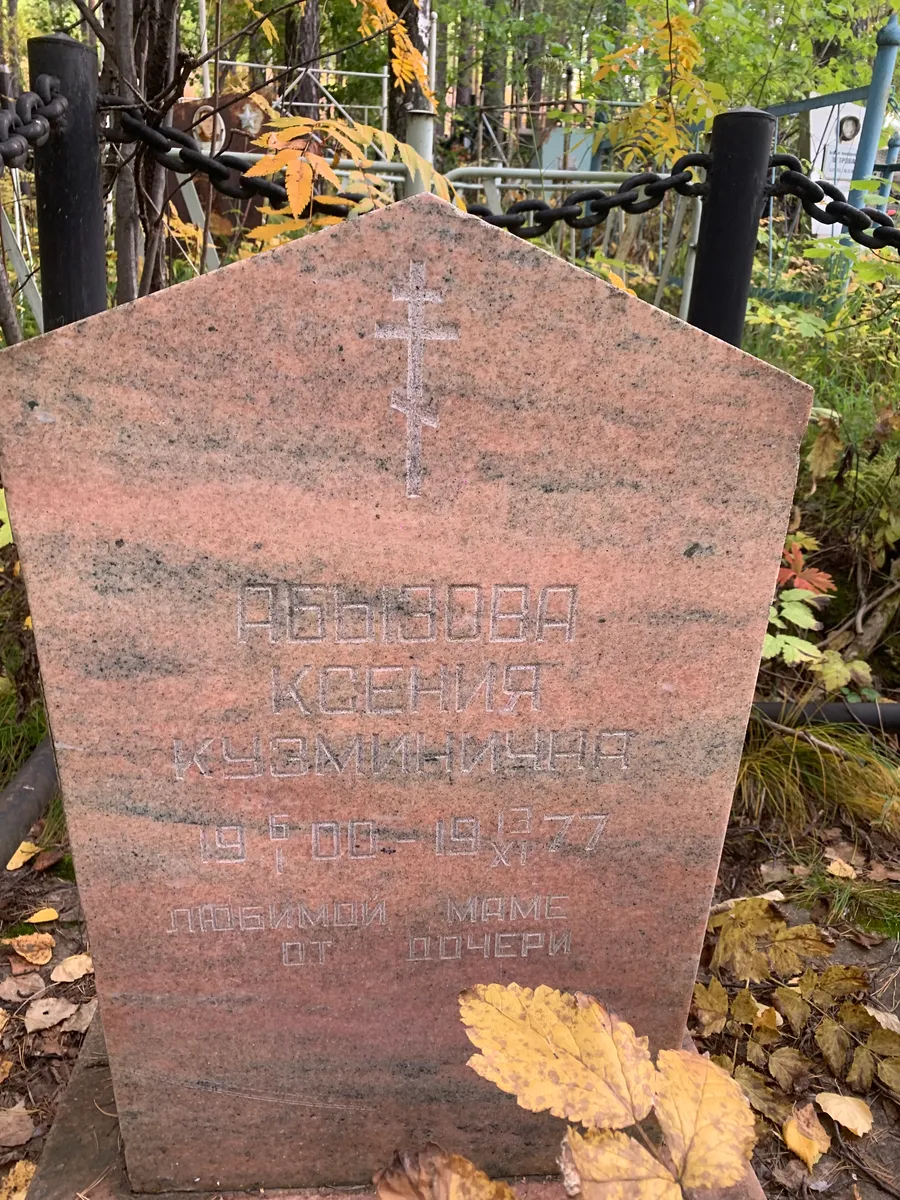 АБЫЗОВА
КСЕНИЯ
КУЗМИНИЧНА
19 6/I 00 - 19 13/XI 77
ЛЮБИМОЙ МАМЕ
ОТ ДОЧЕРИ